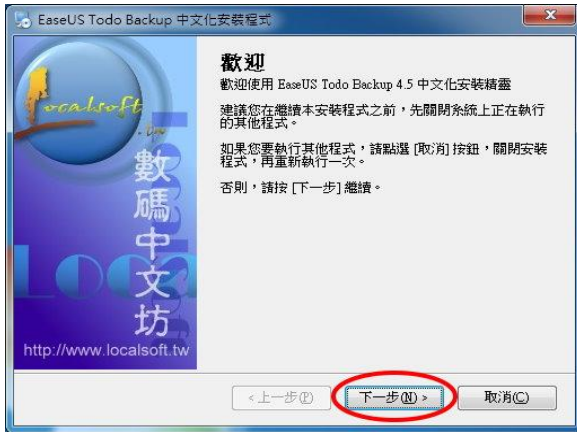 EaseUS Todo Backup 中文化安裝程式
Localsoft
數碼中文坊
http://www.localsoft.tw
歡迎
歡迎使用 EaseUS Todo Backup 4.5 中文化安裝精靈
建議您在繼續本安裝程式之前，先關閉系統上正在執行
的其他程式。
如果您要執行其他程式，請點選 [取消] 按鈕，關閉安裝
程式，再重新執行一次。
否則，請按 [下一步] 繼續。
<上一步(P)
下一步(N) >
取消(C)